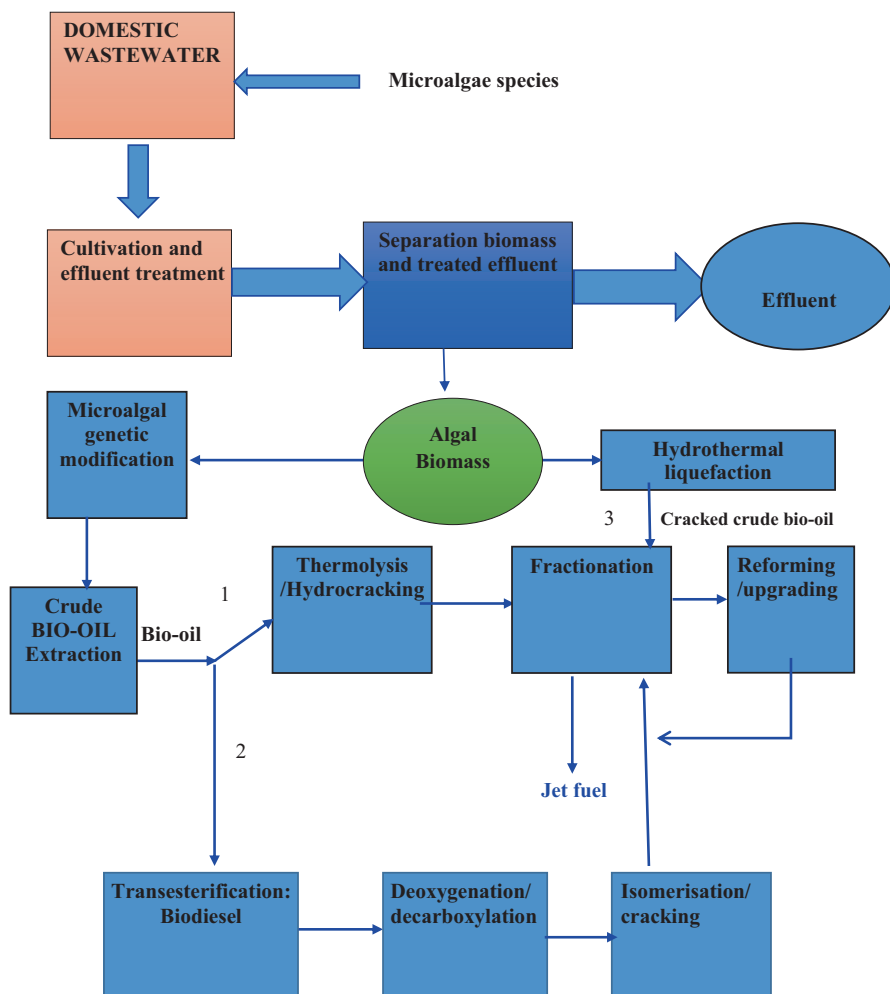 DOMESTIC
WASTEWATER
Microalgae species
Cultivation and
effluent treatment
Separation biomass
and treated effluent
Effluent
Microalgal
genetic
modification
Algal
Biomass
Hydrothermal
liquefaction
3
Cracked crude bio-oil
Crude
BIO-OIL
Extraction
Bio-oil
1
Thermolysis
/Hydrocracking
Fractionation
Reforming
/upgrading
2
Jet fuel
Transesterification:
Biodiesel
Deoxygenation/
decarboxylation
Isomerisation/
cracking